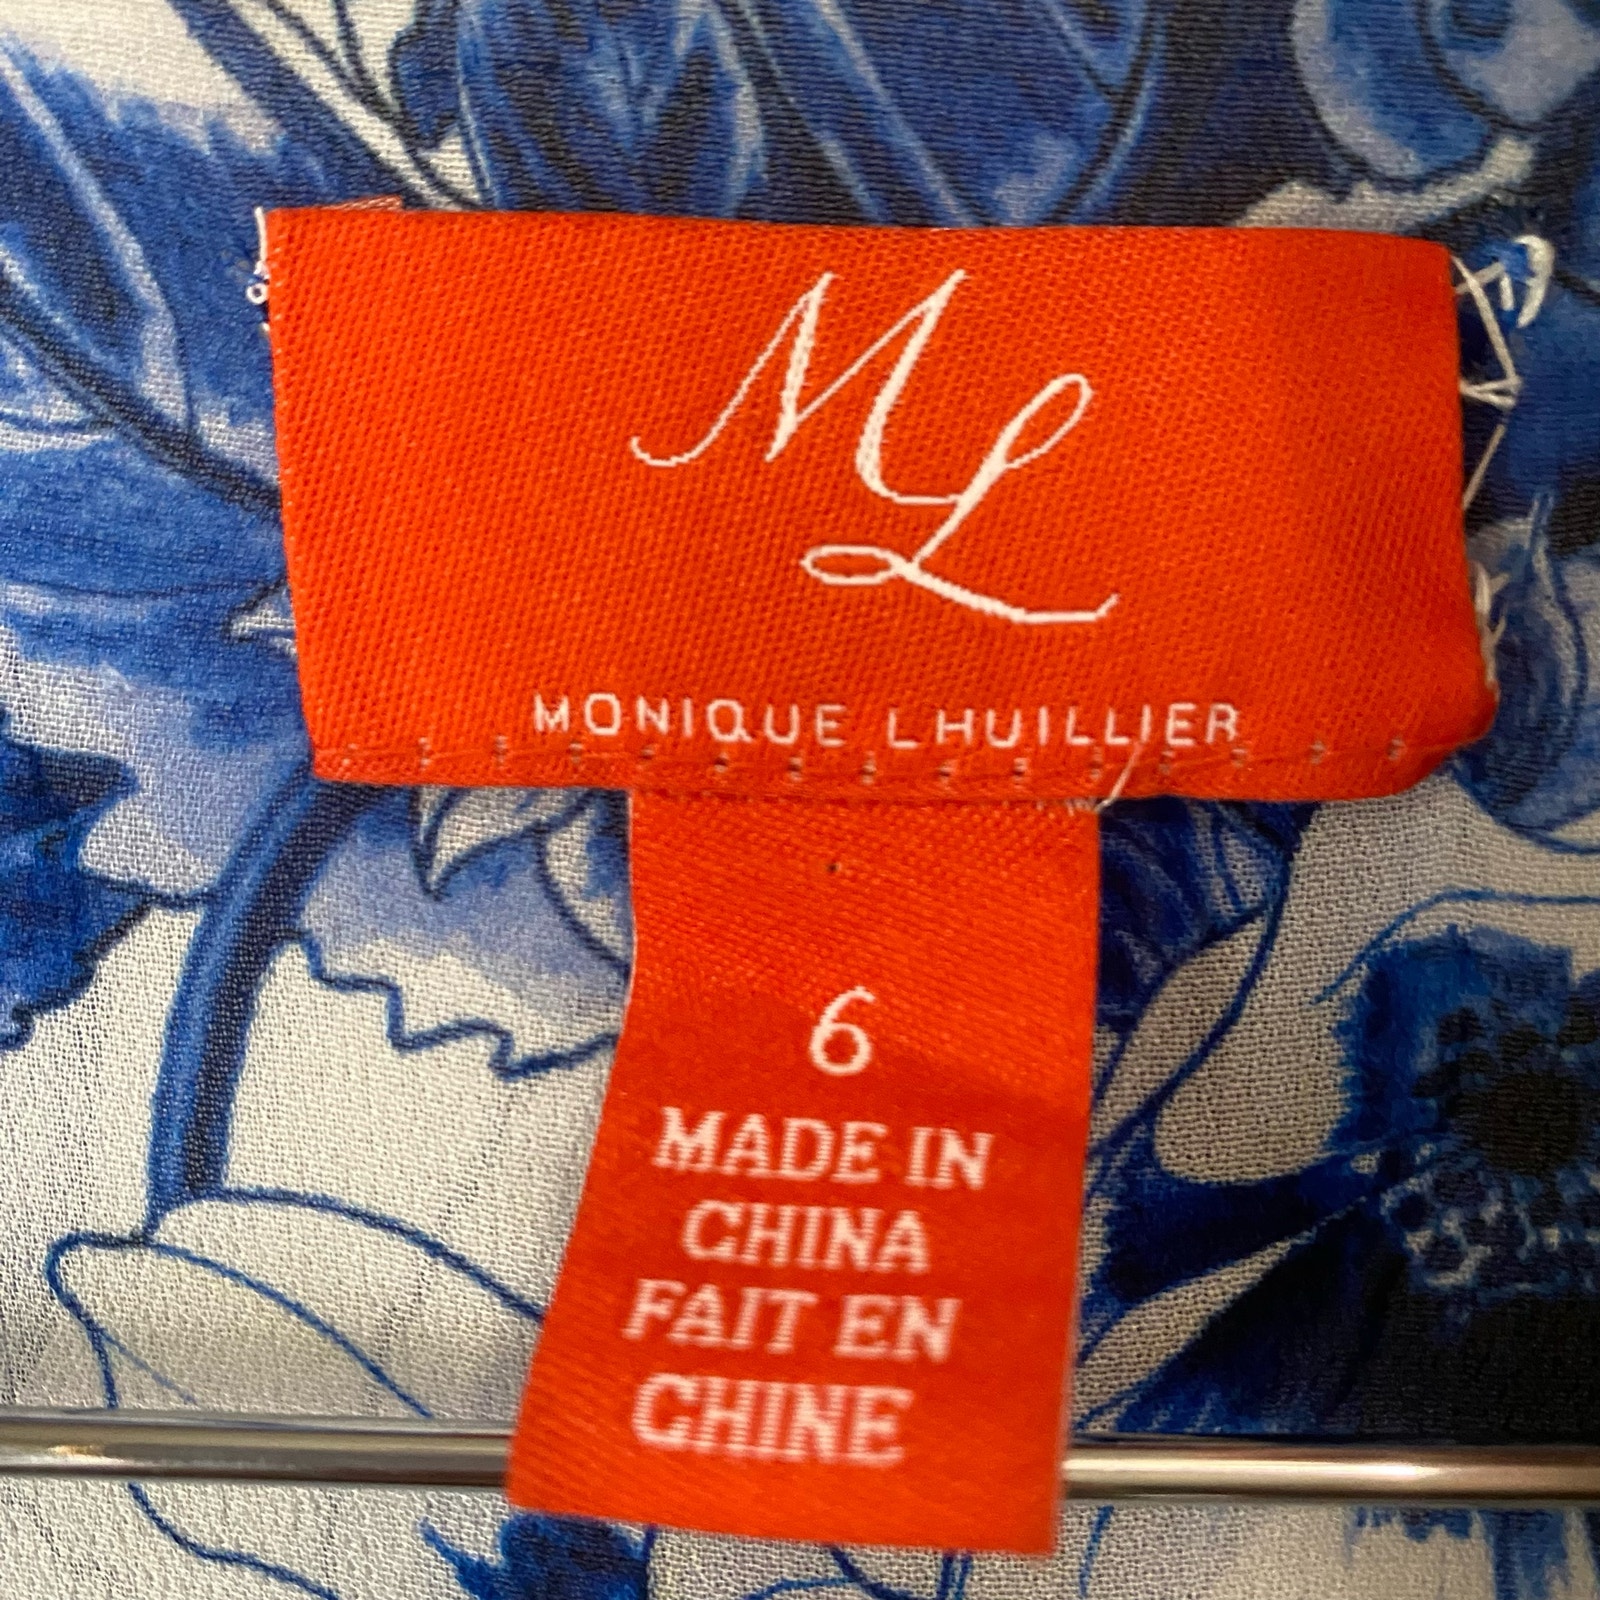 ML
MONIQUE LHUILLIER
6
MADE IN
CHINA
FAIT EN
CHINE